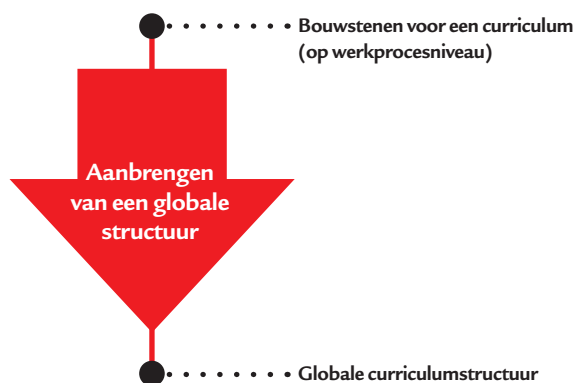 Bouwstenen voor een curriculum
(op werkprocesniveau)
Aanbrengen
van een globale
structuur
Globale curriculumstructuur